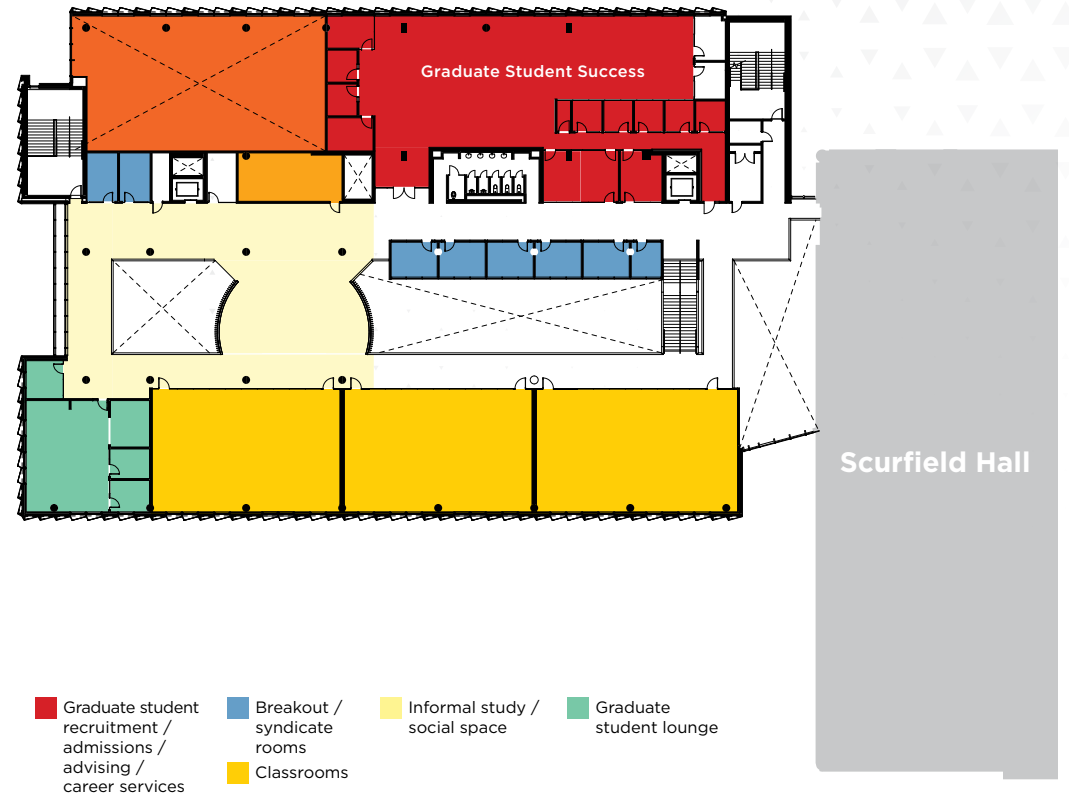 Graduate Student Success
Scurfield Hall
Graduate student
recruitment /
admissions /
advising /
career services
Breakout /
syndicate
rooms
Classrooms
Informal study /
social space
Graduate
student lounge